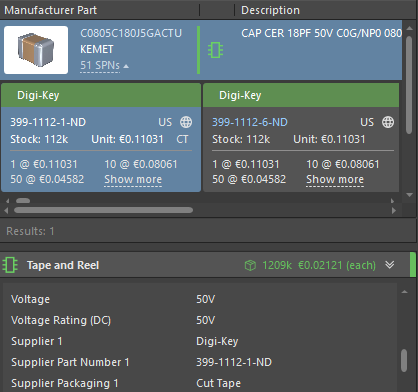 Manufacturer Part Description
C0805C180J5GACTU CAP CER 18PF 50V C0G/NP0 080
KEMET
51 SPNs
Digi-Key Digi-Key
399-1112-1-ND US 399-1112-6-ND US
Stock: 112k Unit: €0.11031 CT Stock: 112k Unit: €0.11031
1 @ €0.11031 10 @ €0.08061 1 @ €0.11031 10 @ €0.08061
50 @ €0.04582 Show more 50 @ €0.04582 Show more
Results: 1
Tape and Reel 1209k €0.02121 (each)
Voltage 50V
Voltage Rating (DC) 50V
Supplier 1 Digi-Key
Supplier Part Number 1 399-1112-1-ND
Supplier Packaging 1 Cut Tape